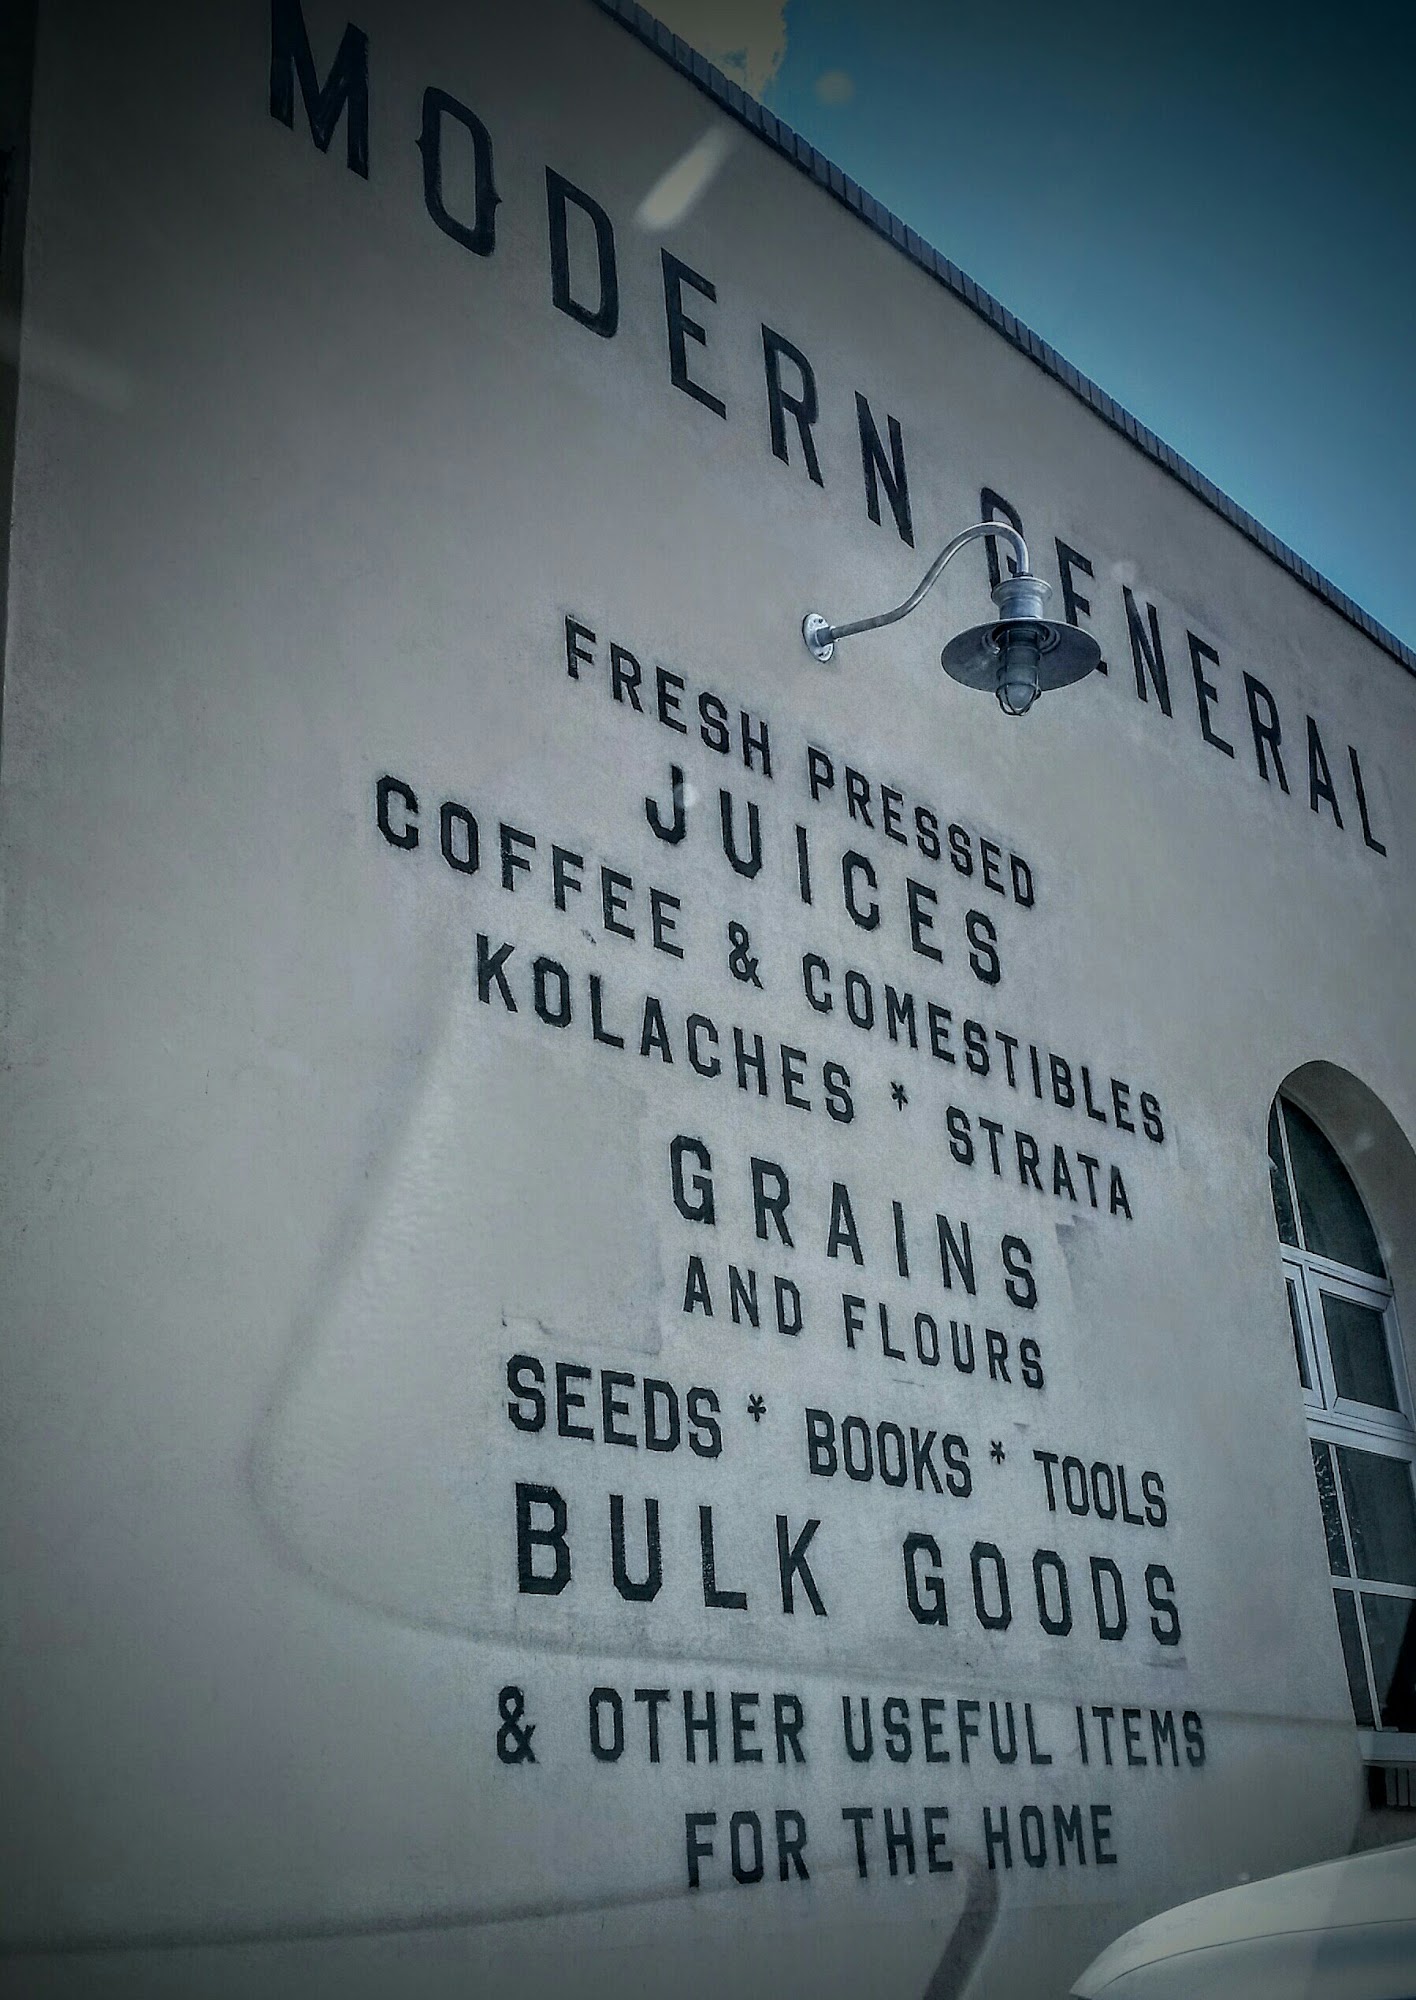 MODERN GENERAL
FRESH PRESSED
JUICES
COFFEE & COMESTIBLES
KOLACHES * STRATA
GRAINS
AND FLOURS
SEEDS * BOOKS * TOOLS
BULK GOODS
& OTHER USEFUL ITEMS
FOR THE HOME